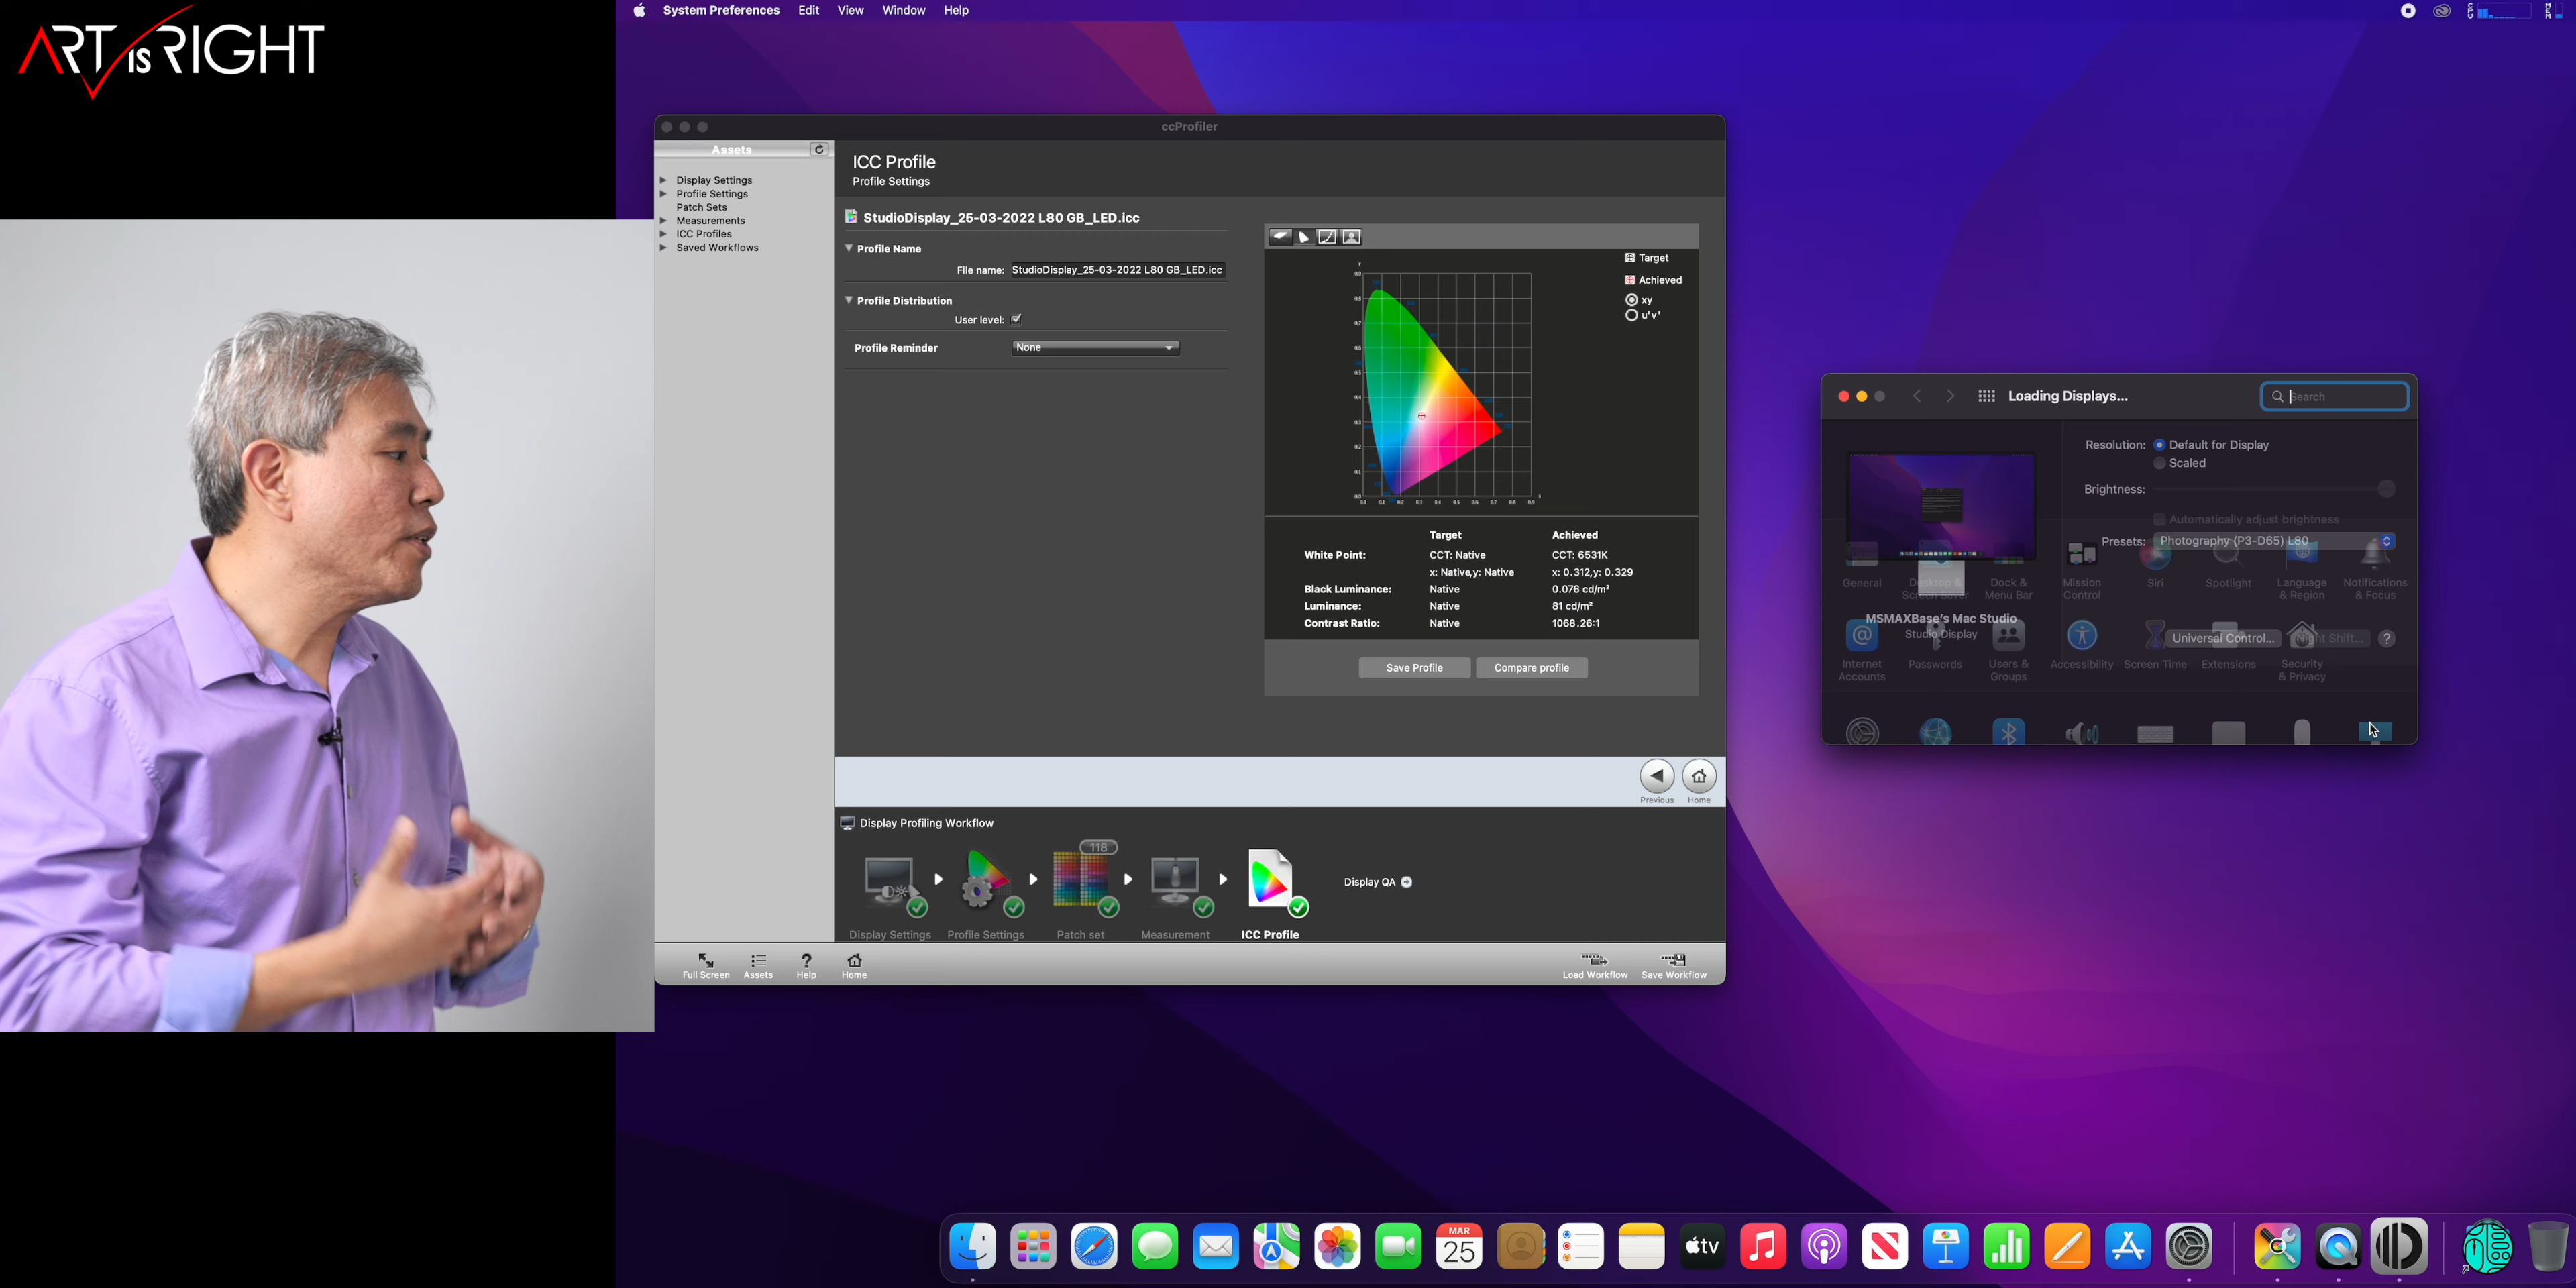 ART IS RIGHT
System Preferences Edit View Window Help
CPU
MEM
ccProfiler
Assets
Display Settings
Profile Settings
Patch Sets
Measurements
ICC Profiles
Saved Workflows
ICC Profile
Profile Settings
StudioDisplay_25-03-2022 L80 GB_LED.icc
Profile Name
File name: StudioDisplay_25-03-2022 L80 GB_LED.icc
Profile Distribution
User level:
Profile Reminder None
Target
Achieved
xy
u'v'
Target Achieved
White Point: CCT: Native CCT: 6531K
x: Native,y: Native x: 0.312,y: 0.329
Black Luminance: Native 0.076 cd/m²
Luminance: Native 81 cd/m²
Contrast Ratio: Native 1068.26:1
Save Profile Compare profile
Previous Home
Display Profiling Workflow
118
Display QA
Display Settings Profile Settings Patch set Measurement ICC Profile
Full Screen Assets Help Home
Load Workflow Save Workflow
Loading Displays...
Search
Resolution: Default for Display
Scaled
Brightness:
Automatically adjust brightness
Presets: Photography (P3-D65) L80
General Desktop & Screen Saver Dock & Menu Bar Mission Control Siri Spotlight Language & Region Notifications & Focus
MSMAXBase's Mac Studio
Studio Display
Universal Control... Night Shift... ?
Internet Accounts Passwords Users & Groups Accessibility Screen Time Extensions Security & Privacy
MAR
25
tv